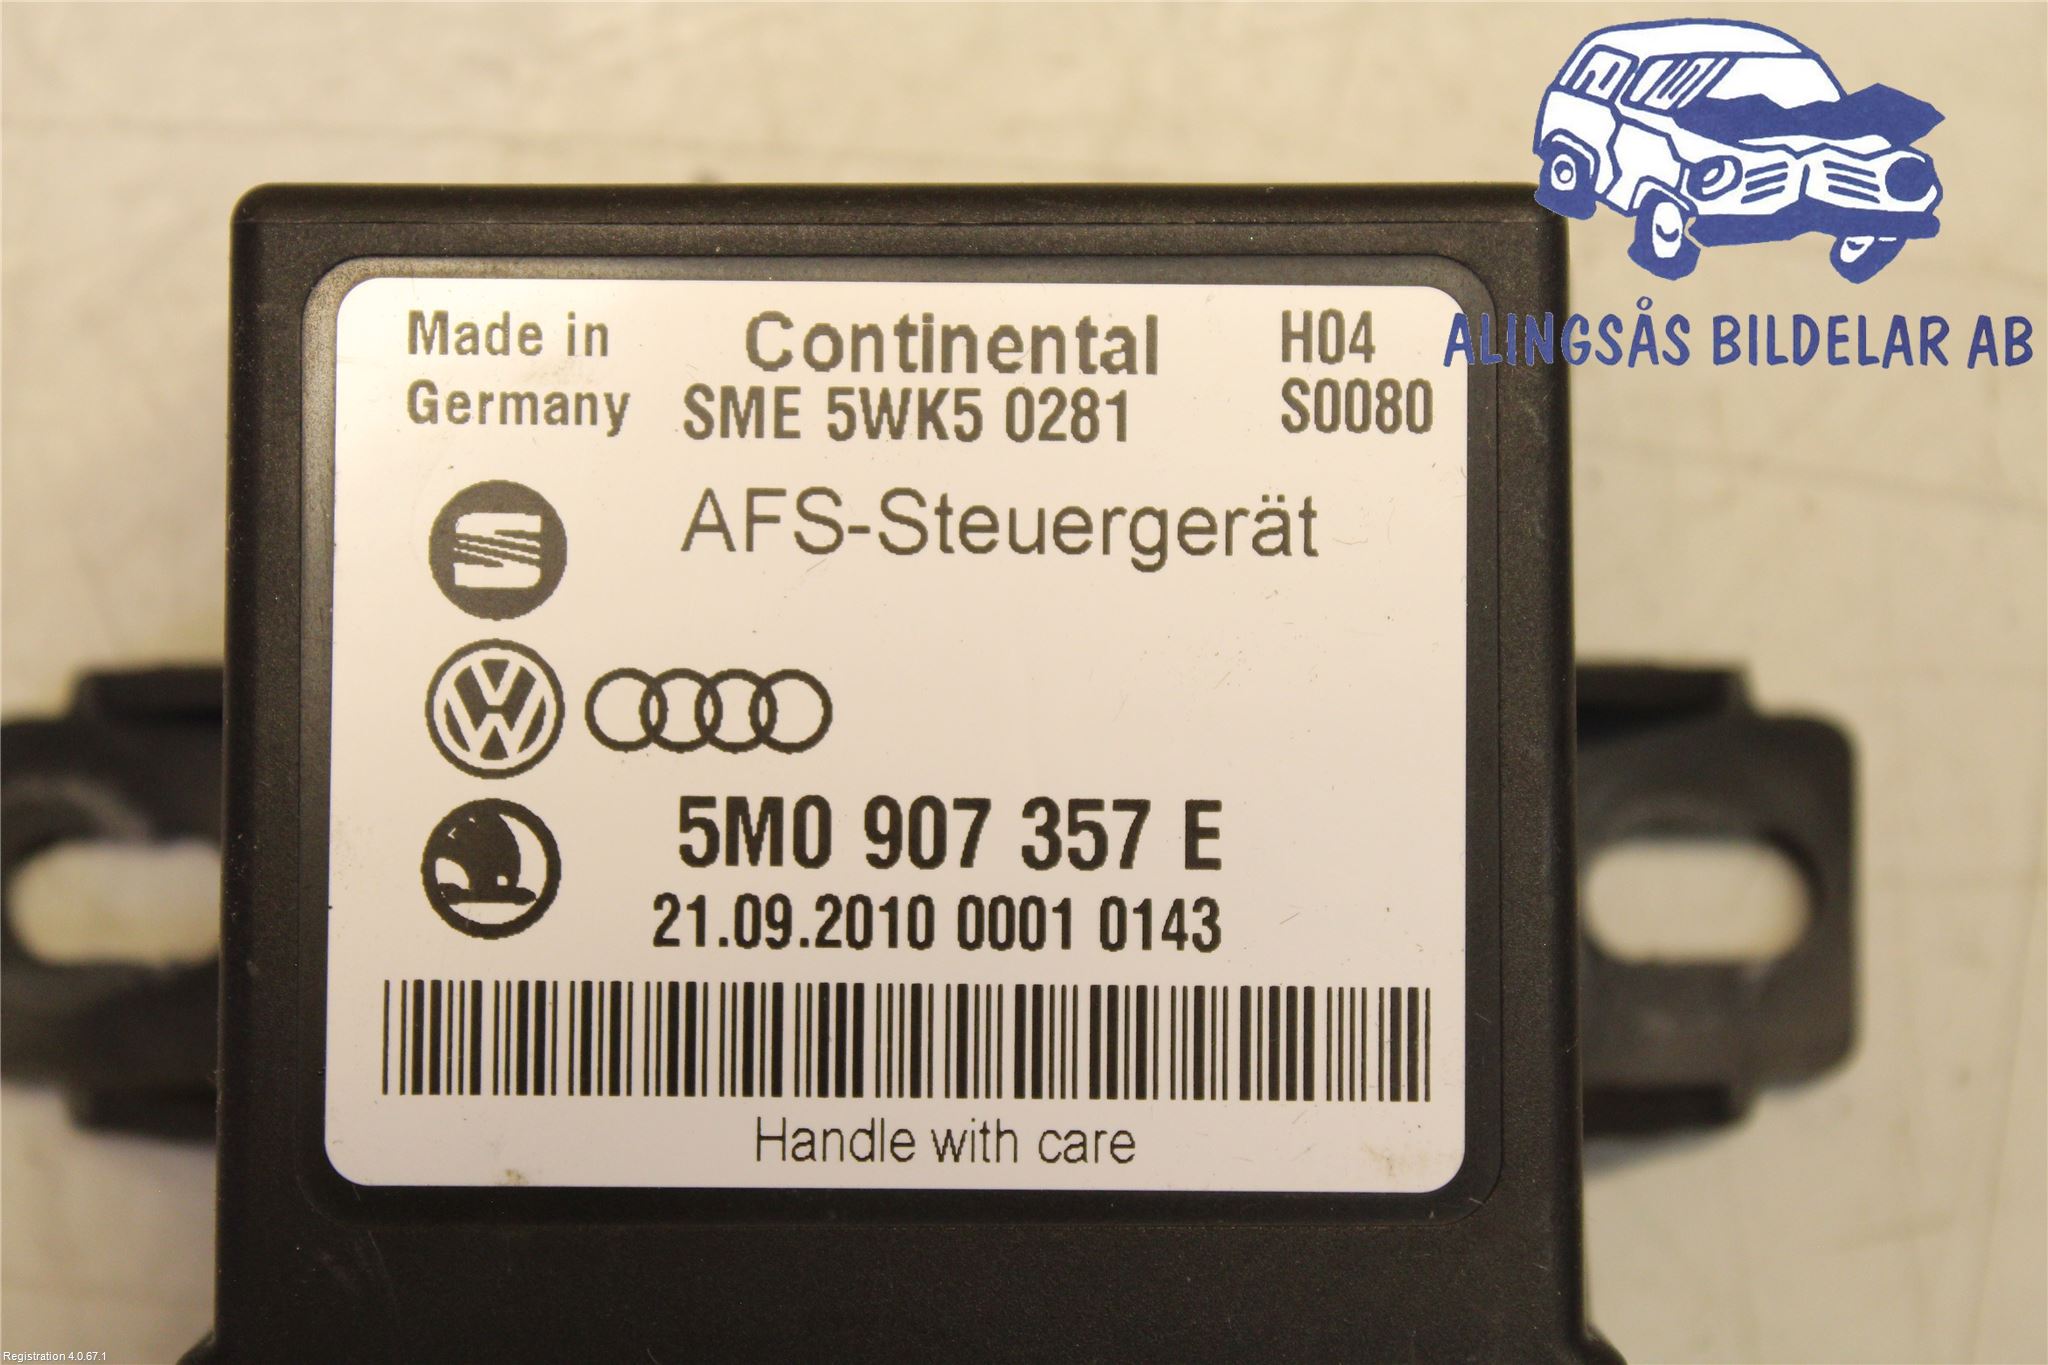 Made in
Germany
Continental
SME 5WK5 0281
H04
S0080
ALINGSÅS BILDELAR AB
AFS-Steuergerät
5M0 907 357 E
21.09.2010 0001 0143
Handle with care
Registration 4.0.67.1